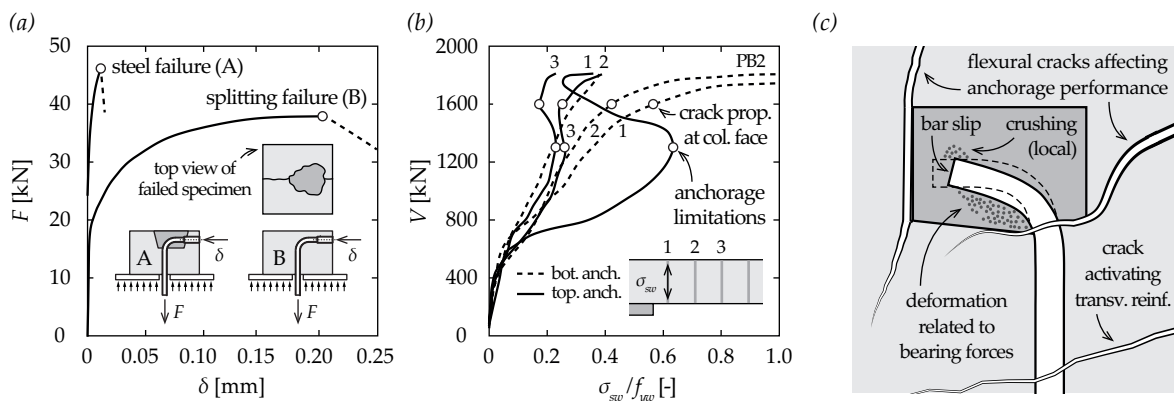 (a)
F [kN]
50
40
30
20
10
0
0
0.05
0.10
0.15
0.20
0.25
δ [mm]
steel failure (A)
splitting failure (B)
top view of
failed specimen
A
δ
F
B
δ
F
(b)
V [kN]
2000
1600
1200
800
400
0
0
0.2
0.4
0.6
0.8
1.0
σsw/fyw [-]
3
1
2
PB2
3
2
1
crack prop.
at col. face
anchorage
limitations
bot. anch.
top. anch.
1
2
3
σsw
(c)
flexural cracks affecting
anchorage performance
bar slip
crushing
(local)
crack
activating
transv. reinf.
deformation
related to
bearing forces